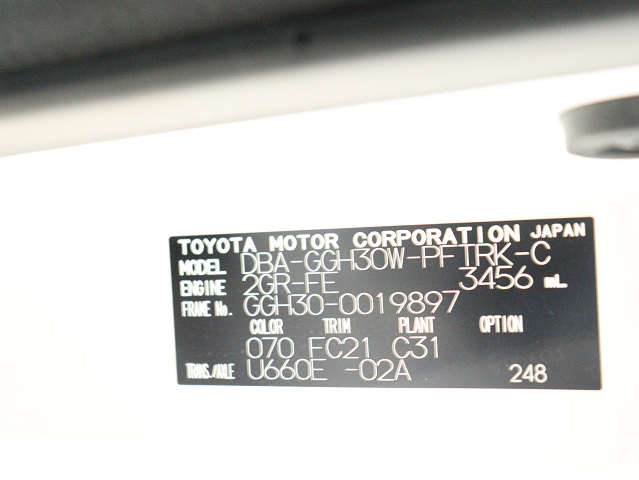 TOYOTA MOTOR CORPORATION JAPAN
MODEL DBA-GGH30W-PFTRK-C
ENGINE 2GR-FE 3456 mL
FRAME No. GGH30-0019897
COLOR TRIM PLANT OPTION
070 FC21 C31
TRANS./AXLE U660E -02A 248